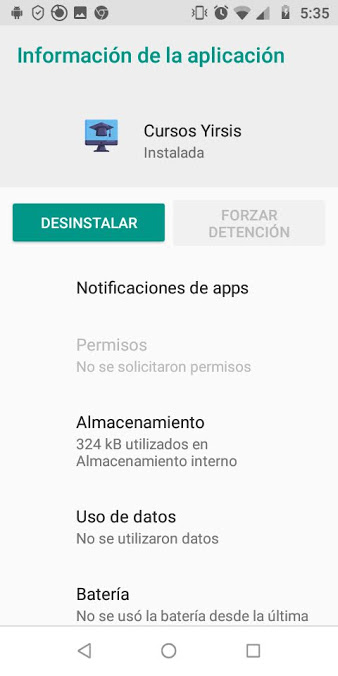 5:35
Información de la aplicación
Cursos Yirsis
Instalada
DESINSTALAR
FORZAR
DETENCIÓN
Notificaciones de apps
Permisos
No se solicitaron permisos
Almacenamiento
324 kB utilizados en
Almacenamiento interno
Uso de datos
No se utilizaron datos
Batería
No se usó la batería desde la última